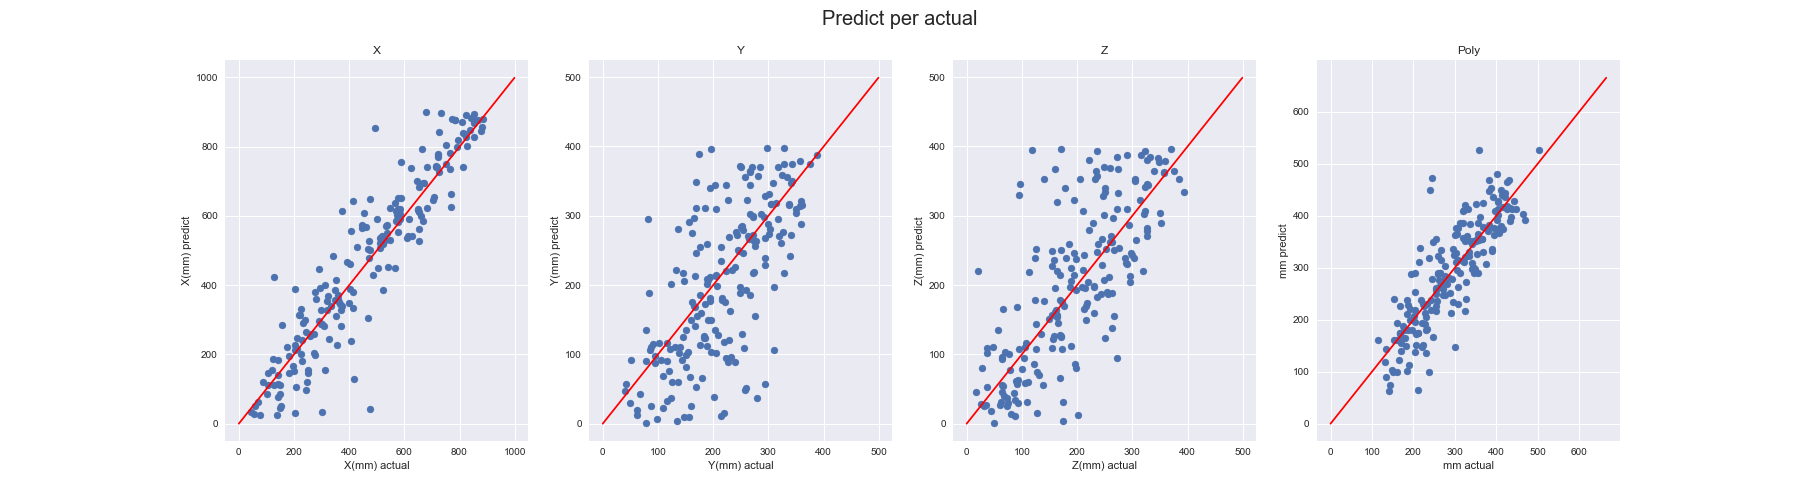 Predict per actual
X
Y
Z
Poly
X(mm) predict
1000
800
600
400
200
0
0 200 400 600 800 1000
X(mm) actual
Y(mm) predict
500
400
300
200
100
0
0 100 200 300 400 500
Y(mm) actual
Z(mm) predict
500
400
300
200
100
0
0 100 200 300 400 500
Z(mm) actual
mm predict
600
500
400
300
200
100
0
0 100 200 300 400 500 600
mm actual